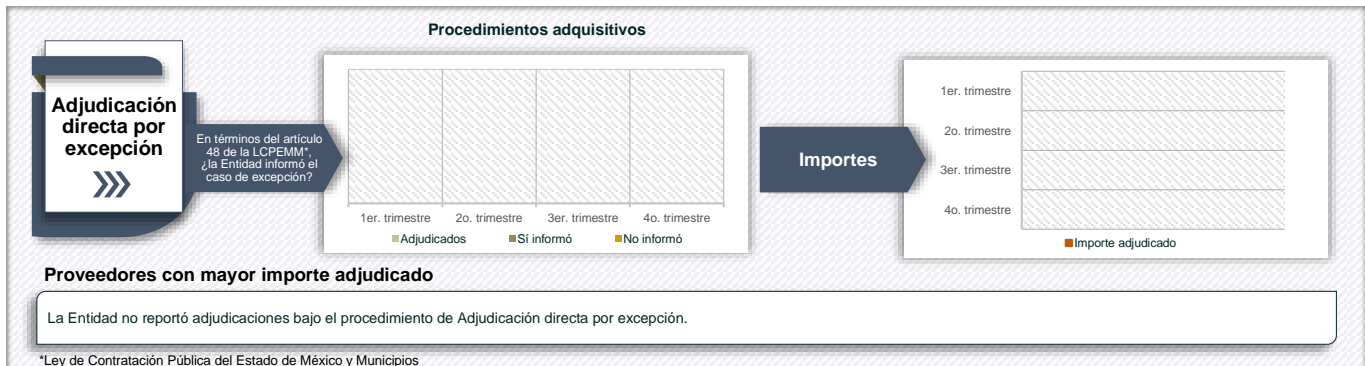 Procedimientos adquisitivos
Adjudicación
directa por
excepción
En términos del artículo
48 de la LCPEMM*,
¿la Entidad informó el
caso de excepción?
1er. trimestre 2o. trimestre 3er. trimestre 4o. trimestre
Adjudicados Sí informó No informó
Importes
1er. trimestre
2o. trimestre
3er. trimestre
4o. trimestre
Importe adjudicado
Proveedores con mayor importe adjudicado
La Entidad no reportó adjudicaciones bajo el procedimiento de Adjudicación directa por excepción.
*Ley de Contratación Pública del Estado de México y Municipios